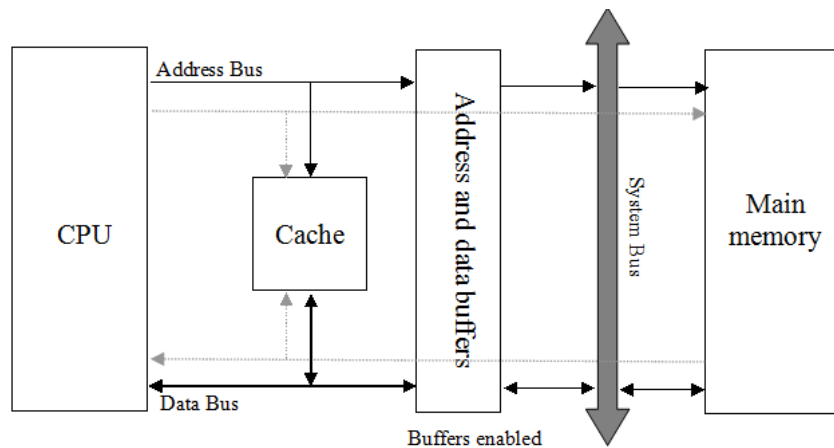 Address Bus
CPU
Cache
Address and data buffers
System Bus
Main
memory
Data Bus
Buffers enabled